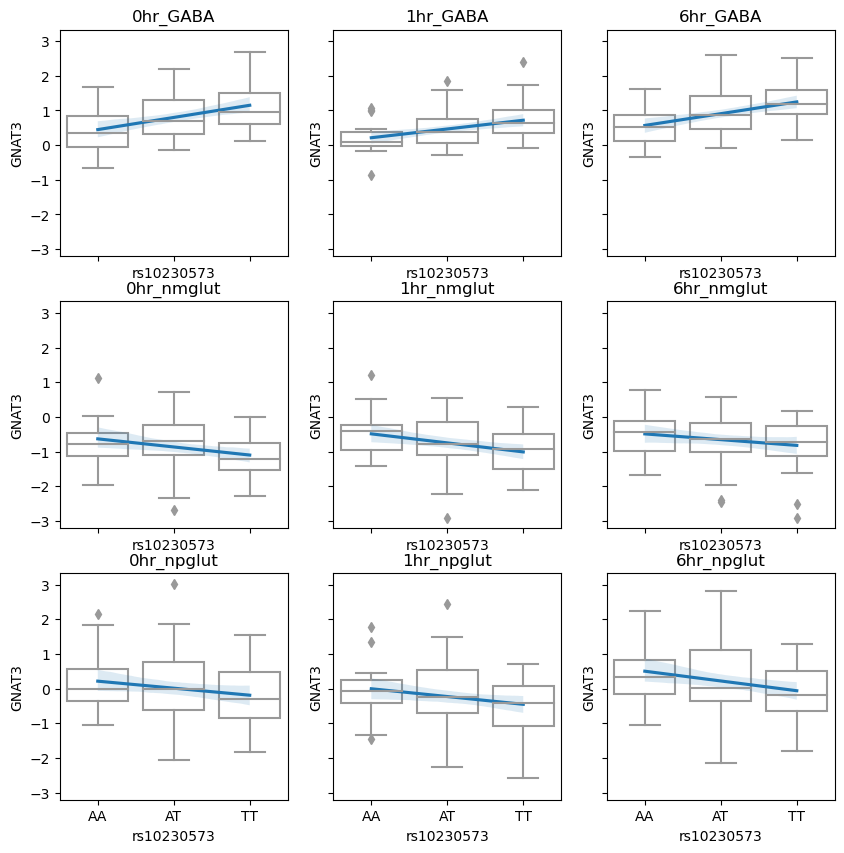 0hr_GABA 1hr_GABA 6hr_GABA
3
2
1
0
−1
−2
−3
GNAT3 GNAT3 GNAT3
rs10230573 rs10230573 rs10230573
0hr_nmglut 1hr_nmglut 6hr_nmglut
3
2
1
0
−1
−2
−3
GNAT3 GNAT3 GNAT3
rs10230573 rs10230573 rs10230573
0hr_npglut 1hr_npglut 6hr_npglut
3
2
1
0
−1
−2
−3
GNAT3 GNAT3 GNAT3
AA AT TT AA AT TT AA AT TT
rs10230573 rs10230573 rs10230573